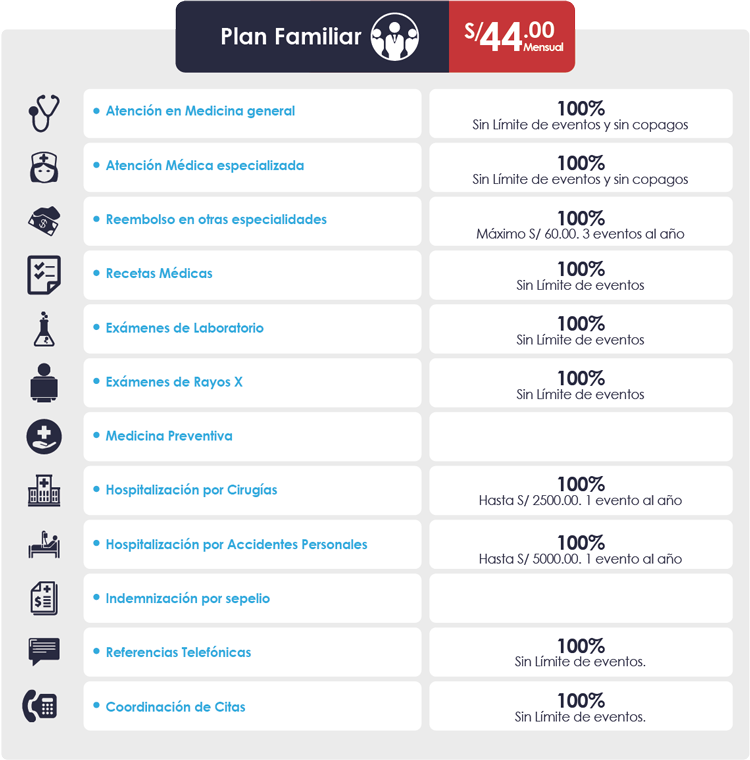 Plan Familiar
S/44.00
Mensual
• Atención en Medicina general
100%
Sin Límite de eventos y sin copagos
• Atención Médica especializada
100%
Sin Límite de eventos y sin copagos
• Reembolso en otras especialidades
100%
Máximo S/ 60.00. 3 eventos al año
• Recetas Médicas
100%
Sin Límite de eventos
• Exámenes de Laboratorio
100%
Sin Límite de eventos
• Exámenes de Rayos X
100%
Sin Límite de eventos
• Medicina Preventiva
• Hospitalización por Cirugías
100%
Hasta S/ 2500.00. 1 evento al año
• Hospitalización por Accidentes Personales
100%
Hasta S/ 5000.00. 1 evento al año
• Indemnización por sepelio
• Referencias Telefónicas
100%
Sin Límite de eventos.
• Coordinación de Citas
100%
Sin Límite de eventos.